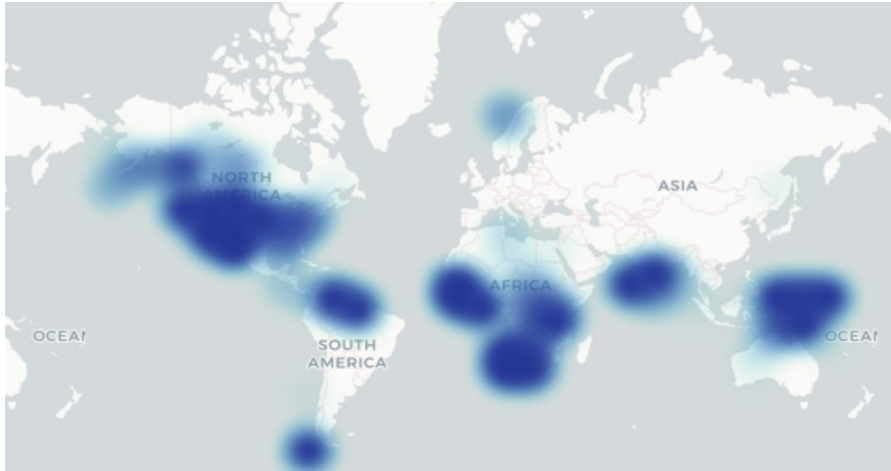 NORTH
AMERICA
ASIA
AFRICA
OCEAN
SOUTH
AMERICA
OCEAN